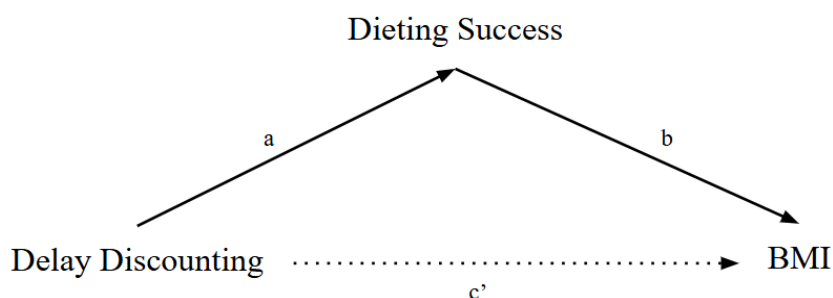 Dieting Success
a
b
Delay Discounting
BMI
c’